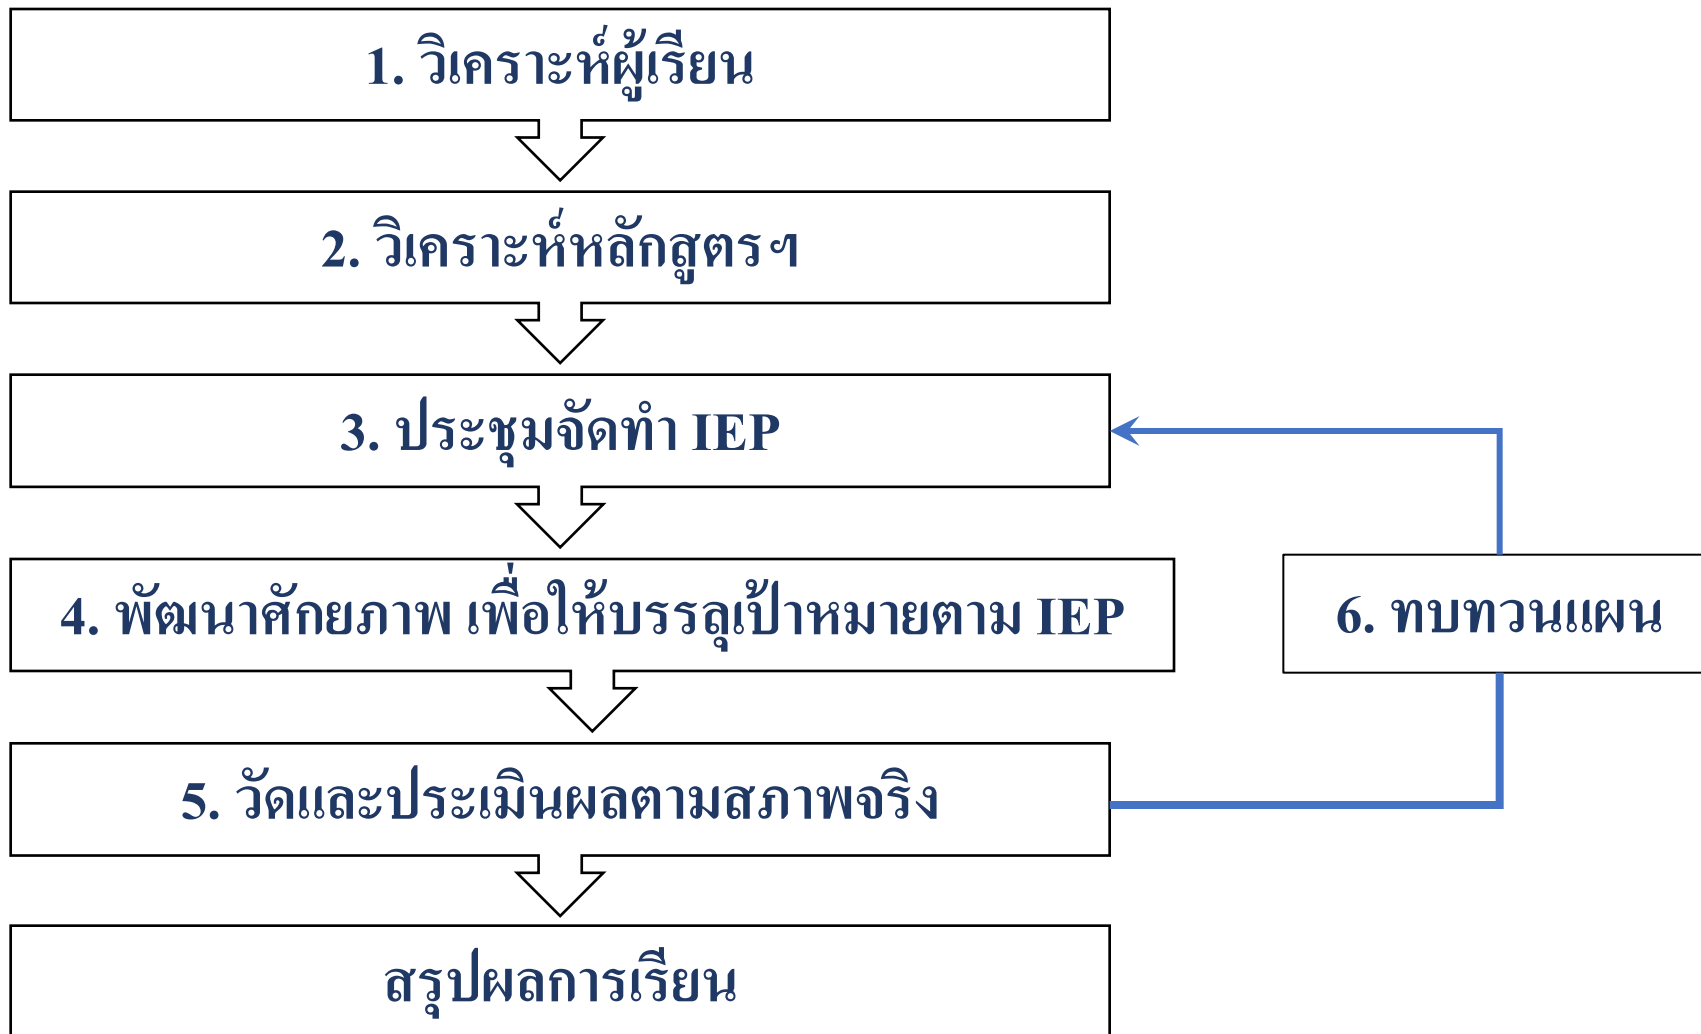 1. วิเคราะห์ผู้เรียน
2. วิเคราะห์หลักสูตรฯ
3. ประชุมจัดทำ IEP
4. พัฒนาศักยภาพ เพื่อให้บรรลุเป้าหมายตาม IEP
6. ทบทวนแผน
5. วัดและประเมินผลตามสภาพจริง
สรุปผลการเรียน